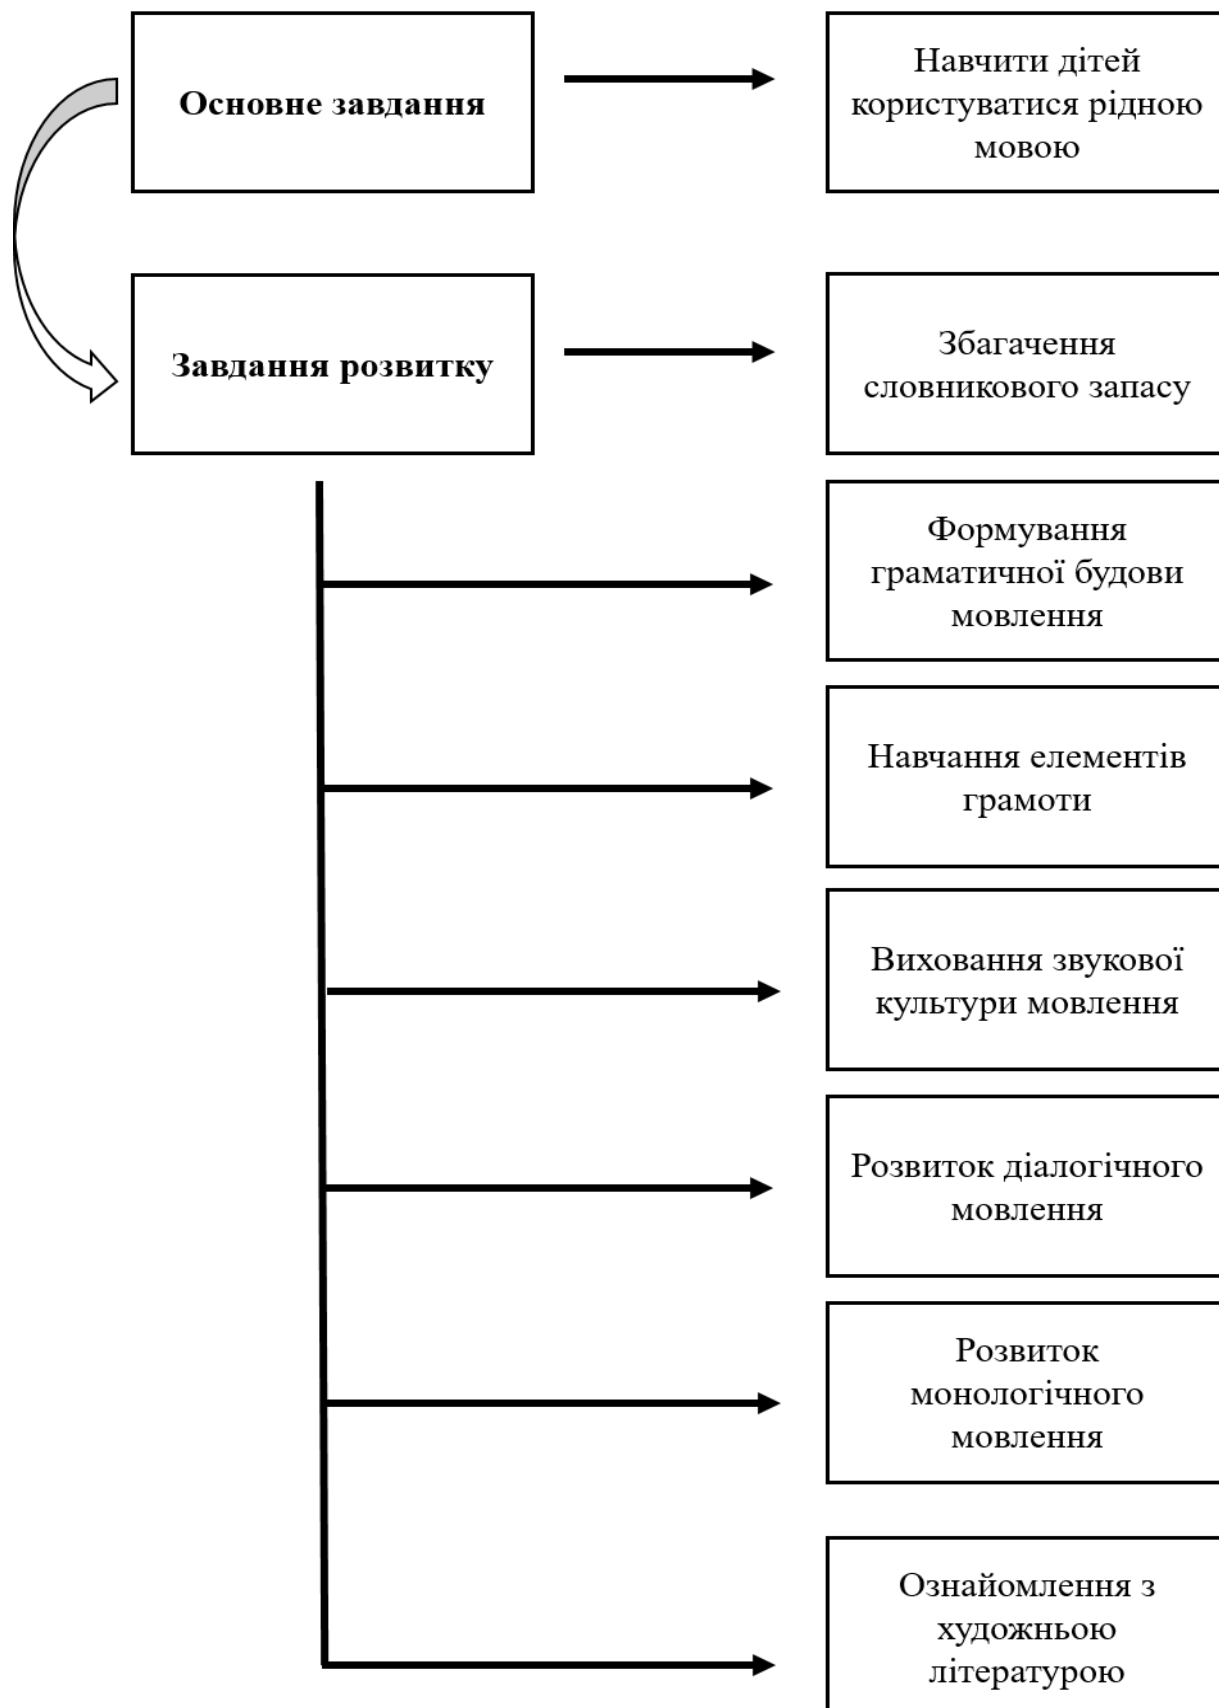 Основне завдання
Навчити дітей
користуватися рідною
мовою
Завдання розвитку
Збагачення
словникового запасу
Формування
граматичної будови
мовлення
Навчання елементів
грамоти
Виховання звукової
культури мовлення
Розвиток діалогічного
мовлення
Розвиток
монологічного
мовлення
Ознайомлення з
художньою
літературою